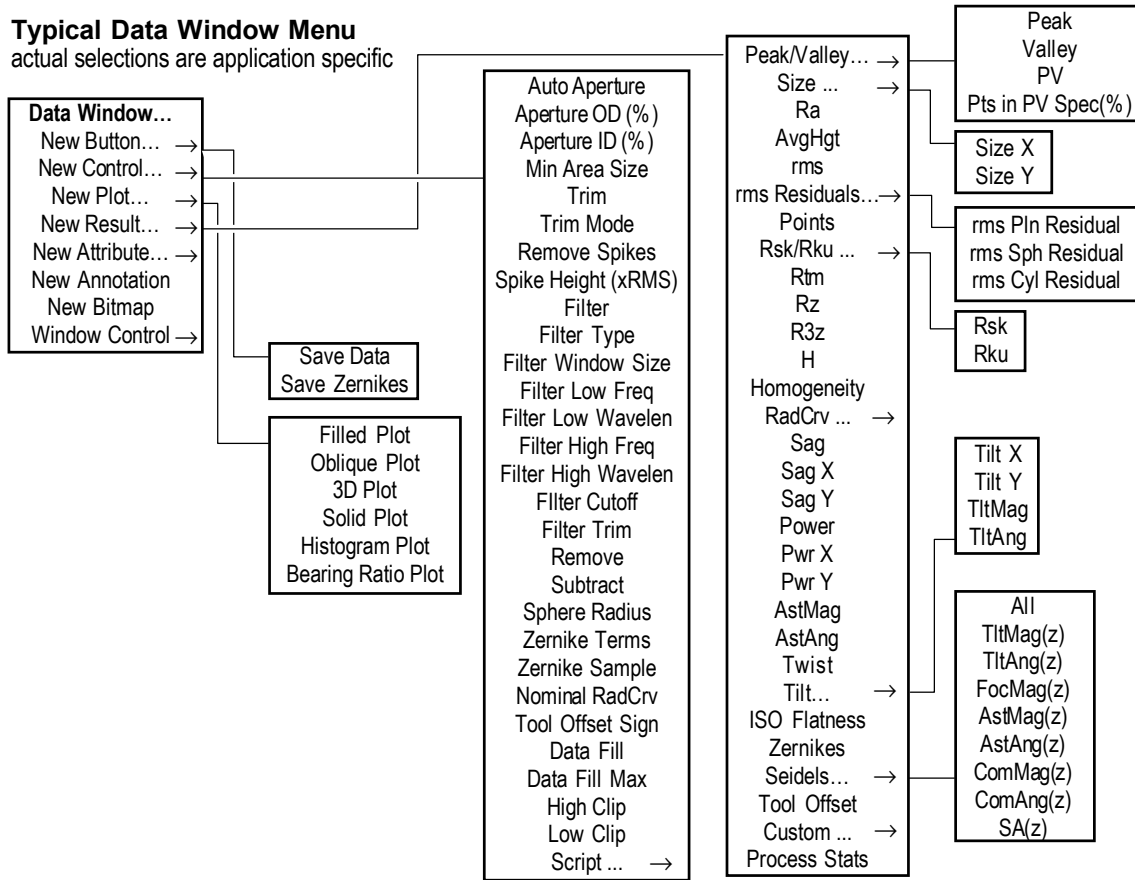 Typical Data Window Menu
actual selections are application specific
Data Window...
New Button... →
New Control... →
New Plot... →
New Result... →
New Attribute... →
New Annotation
New Bitmap
Window Control →
Save Data
Save Zernikes
Filled Plot
Oblique Plot
3D Plot
Solid Plot
Histogram Plot
Bearing Ratio Plot
Auto Aperture
Aperture OD (%)
Aperture ID (%)
Min Area Size
Trim
Trim Mode
Remove Spikes
Spike Height (xRMS)
Filter
Filter Type
Filter Window Size
Filter Low Freq
Filter Low Wavelen
Filter High Freq
Filter High Wavelen
FIlter Cutoff
Filter Trim
Remove
Subtract
Sphere Radius
Zernike Terms
Zernike Sample
Nominal RadCrv
Tool Offset Sign
Data Fill
Data Fill Max
High Clip
Low Clip
Script ... →
Peak/Valley... →
Size ... →
Ra
AvgHgt
rms
rms Residuals... →
Points
Rsk/Rku ... →
Rtm
Rz
R3z
H
Homogeneity
RadCrv ... →
Sag
Sag X
Sag Y
Power
Pwr X
Pwr Y
AstMag
AstAng
Twist
Tilt... →
ISO Flatness
Zernikes
Seidels... →
Tool Offset
Custom ... →
Process Stats
Peak
Valley
PV
Pts in PV Spec(%)
Size X
Size Y
rms Pln Residual
rms Sph Residual
rms Cyl Residual
Rsk
Rku
Tilt X
Tilt Y
TltMag
TltAng
All
TltMag(z)
TltAng(z)
FocMag(z)
AstMag(z)
AstAng(z)
ComMag(z)
ComAng(z)
SA(z)